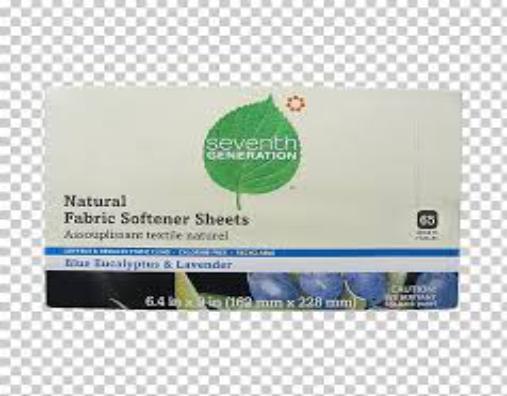 seventh
GENERATION
Natural
Fabric Softener Sheets
Assouplissant textile naturel
65
Blue Eucalyptus & Lavender
6.4 in x 9 in (162 mm x 228 mm)
CAUTION: